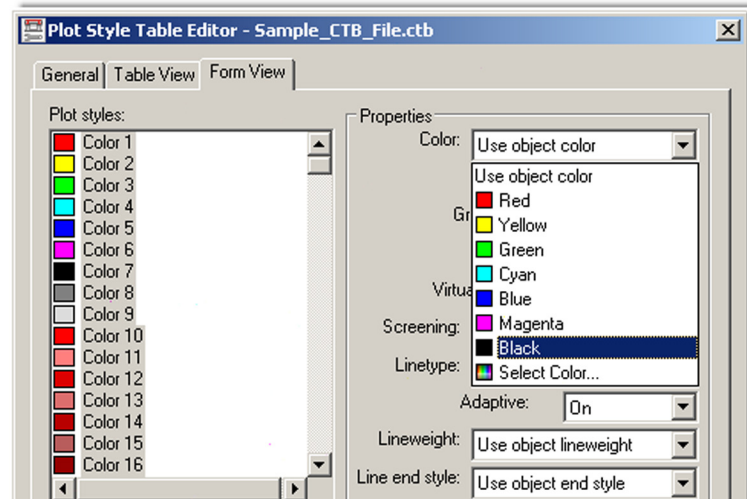 Plot Style Table Editor - Sample_CTB_File.ctb
General Table View Form View
Plot styles:
Color 1
Color 2
Color 3
Color 4
Color 5
Color 6
Color 7
Color 8
Color 9
Color 10
Color 11
Color 12
Color 13
Color 14
Color 15
Color 16
Properties
Color: Use object color
Use object color
Red
Yellow
Green
Cyan
Blue
Magenta
Black
Select Color...
Screening:
Linetype:
Adaptive: On
Lineweight: Use object lineweight
Line end style: Use object end style